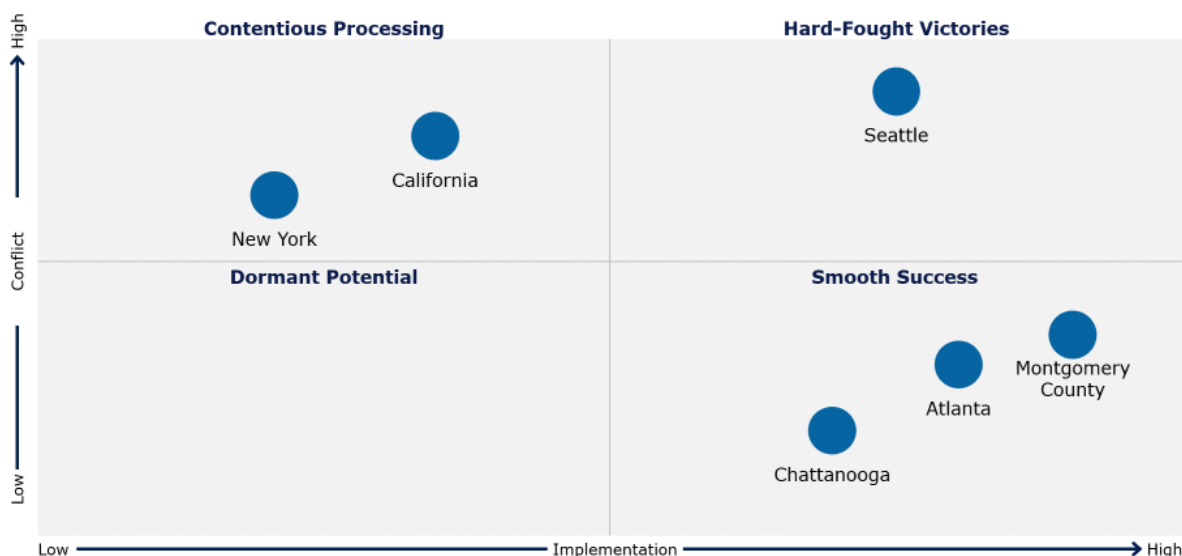 High
Conflict
Low
Contentious Processing
Hard-Fought Victories
Seattle
California
New York
Dormant Potential
Smooth Success
Montgomery
County
Atlanta
Chattanooga
Low
Implementation
High